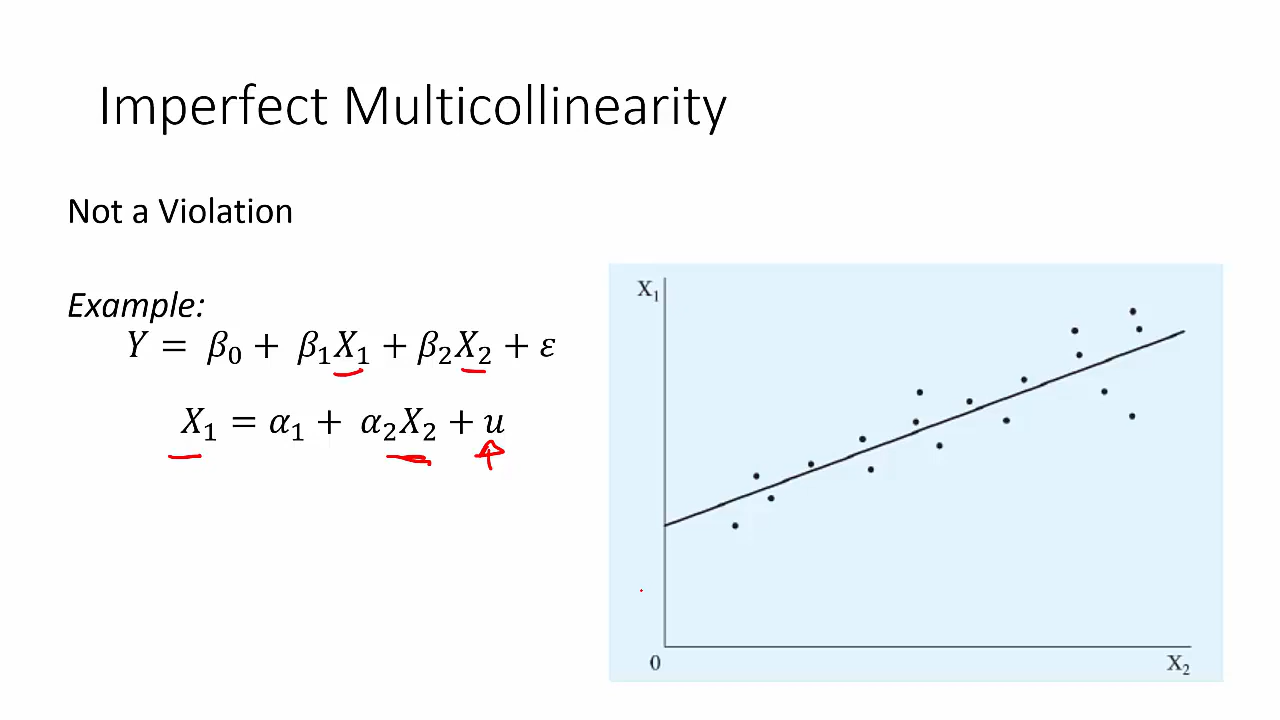 Imperfect Multicollinearity
Not a Violation
Example:
Y = β₀ + β₁X₁ + β₂X₂ + ε
X₁ = α₁ + α₂X₂ + u
X₁
0
X₂